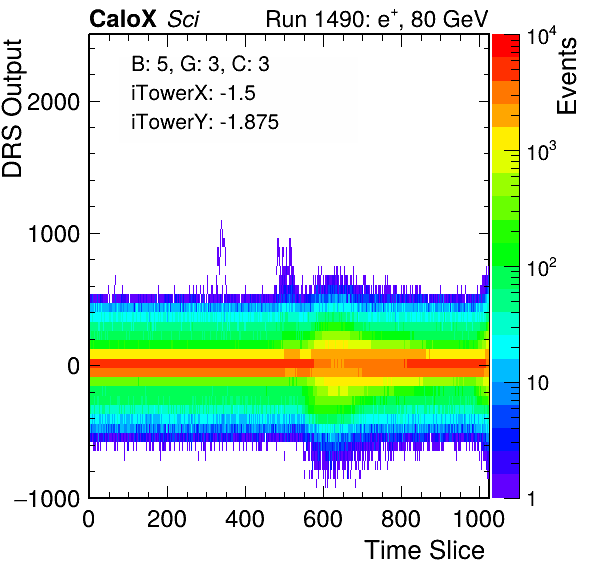 CaloX Sci Run 1490: e⁺, 80 GeV
B: 5, G: 3, C: 3
iTowerX: -1.5
iTowerY: -1.875
DRS Output
2000
1000
0
−1000
0 200 400 600 800 1000
Time Slice
10⁴
10³
10²
10
1
Events